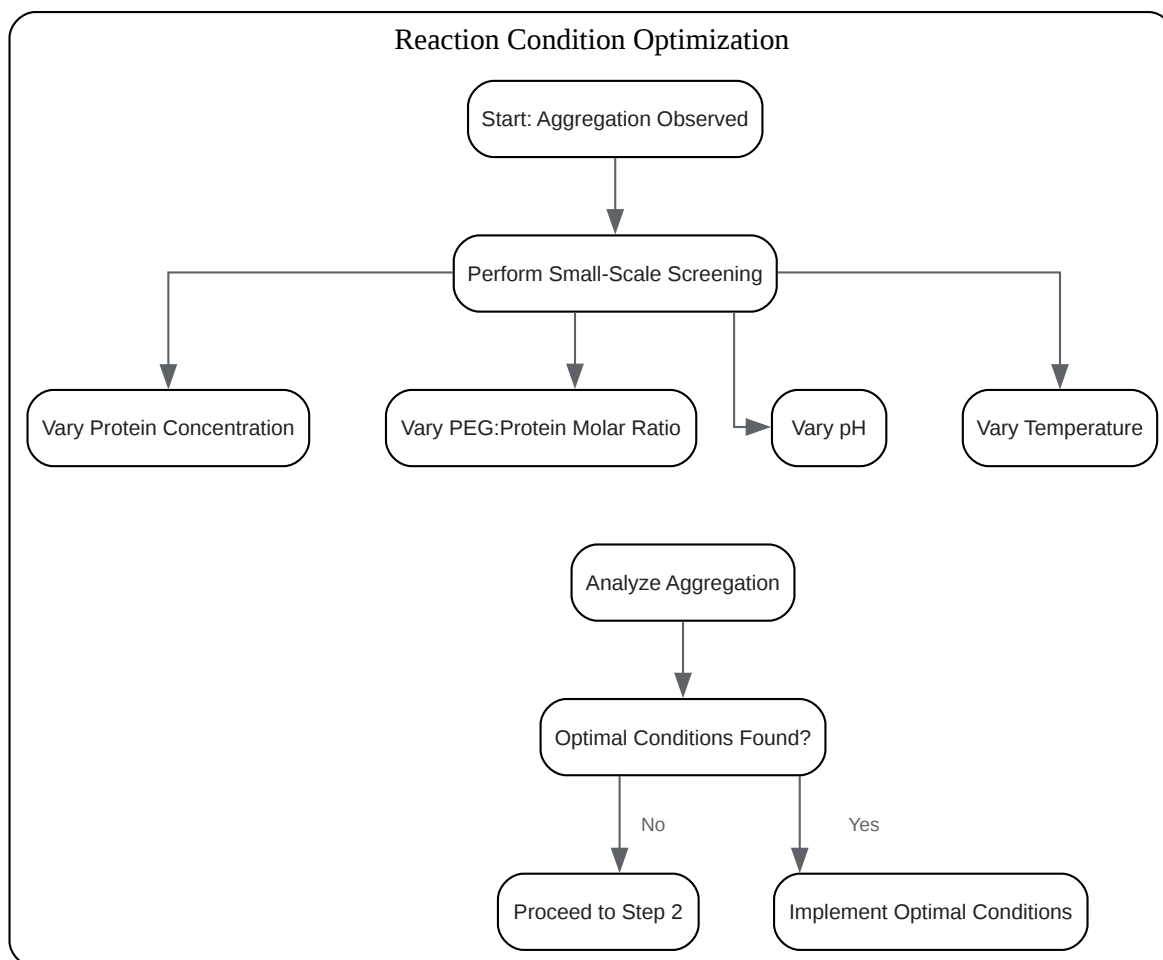 Reaction Condition Optimization
Start: Aggregation Observed
Perform Small-Scale Screening
Vary Protein Concentration
Vary PEG:Protein Molar Ratio
Vary pH
Vary Temperature
Analyze Aggregation
Optimal Conditions Found?
No
Yes
Proceed to Step 2
Implement Optimal Conditions